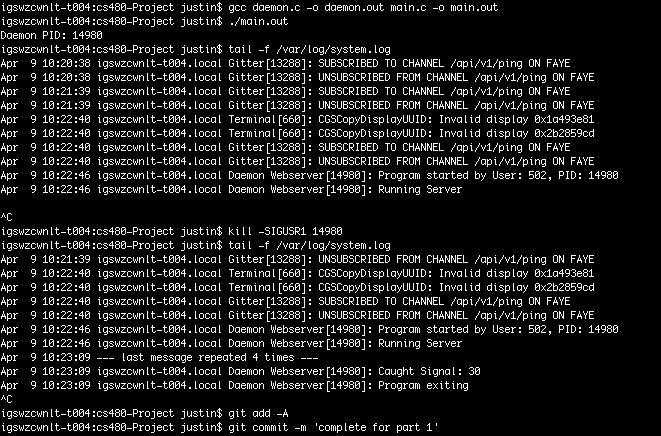 igswzcwnlt-t004:cs480-Project justin$ gcc daemon.c -o daemon.out main.c -o main.out
igswzcwnlt-t004:cs480-Project justin$ ./main.out
Daemon PID: 14980
igswzcwnlt-t004:cs480-Project justin$ tail -f /var/log/system.log
Apr  9 10:20:38 igswzcwnlt-t004.local Gitter[13288]: SUBSCRIBED TO CHANNEL /api/v1/ping ON FAYE
Apr  9 10:20:38 igswzcwnlt-t004.local Gitter[13288]: UNSUBSCRIBED FROM CHANNEL /api/v1/ping ON FAYE
Apr  9 10:21:39 igswzcwnlt-t004.local Gitter[13288]: SUBSCRIBED TO CHANNEL /api/v1/ping ON FAYE
Apr  9 10:21:39 igswzcwnlt-t004.local Gitter[13288]: UNSUBSCRIBED FROM CHANNEL /api/v1/ping ON FAYE
Apr  9 10:22:40 igswzcwnlt-t004.local Terminal[660]: CGSCopyDisplayUUID: Invalid display 0x1a493e81
Apr  9 10:22:40 igswzcwnlt-t004.local Terminal[660]: CGSCopyDisplayUUID: Invalid display 0x2b2859cd
Apr  9 10:22:40 igswzcwnlt-t004.local Gitter[13288]: SUBSCRIBED TO CHANNEL /api/v1/ping ON FAYE
Apr  9 10:22:40 igswzcwnlt-t004.local Gitter[13288]: UNSUBSCRIBED FROM CHANNEL /api/v1/ping ON FAYE
Apr  9 10:22:46 igswzcwnlt-t004.local Daemon Webserver[14980]: Program started by User: 502, PID: 14980
Apr  9 10:22:46 igswzcwnlt-t004.local Daemon Webserver[14980]: Running Server
^C
igswzcwnlt-t004:cs480-Project justin$ kill -SIGUSR1 14980
igswzcwnlt-t004:cs480-Project justin$ tail -f /var/log/system.log
Apr  9 10:21:39 igswzcwnlt-t004.local Gitter[13288]: UNSUBSCRIBED FROM CHANNEL /api/v1/ping ON FAYE
Apr  9 10:22:40 igswzcwnlt-t004.local Terminal[660]: CGSCopyDisplayUUID: Invalid display 0x1a493e81
Apr  9 10:22:40 igswzcwnlt-t004.local Terminal[660]: CGSCopyDisplayUUID: Invalid display 0x2b2859cd
Apr  9 10:22:40 igswzcwnlt-t004.local Gitter[13288]: SUBSCRIBED TO CHANNEL /api/v1/ping ON FAYE
Apr  9 10:22:40 igswzcwnlt-t004.local Gitter[13288]: UNSUBSCRIBED FROM CHANNEL /api/v1/ping ON FAYE
Apr  9 10:22:46 igswzcwnlt-t004.local Daemon Webserver[14980]: Program started by User: 502, PID: 14980
Apr  9 10:22:46 igswzcwnlt-t004.local Daemon Webserver[14980]: Running Server
Apr  9 10:23:09 --- last message repeated 4 times ---
Apr  9 10:23:09 igswzcwnlt-t004.local Daemon Webserver[14980]: Caught Signal: 30
Apr  9 10:23:09 igswzcwnlt-t004.local Daemon Webserver[14980]: Program exiting
^C
igswzcwnlt-t004:cs480-Project justin$ git add -A
igswzcwnlt-t004:cs480-Project justin$ git commit -m 'complete for part 1'